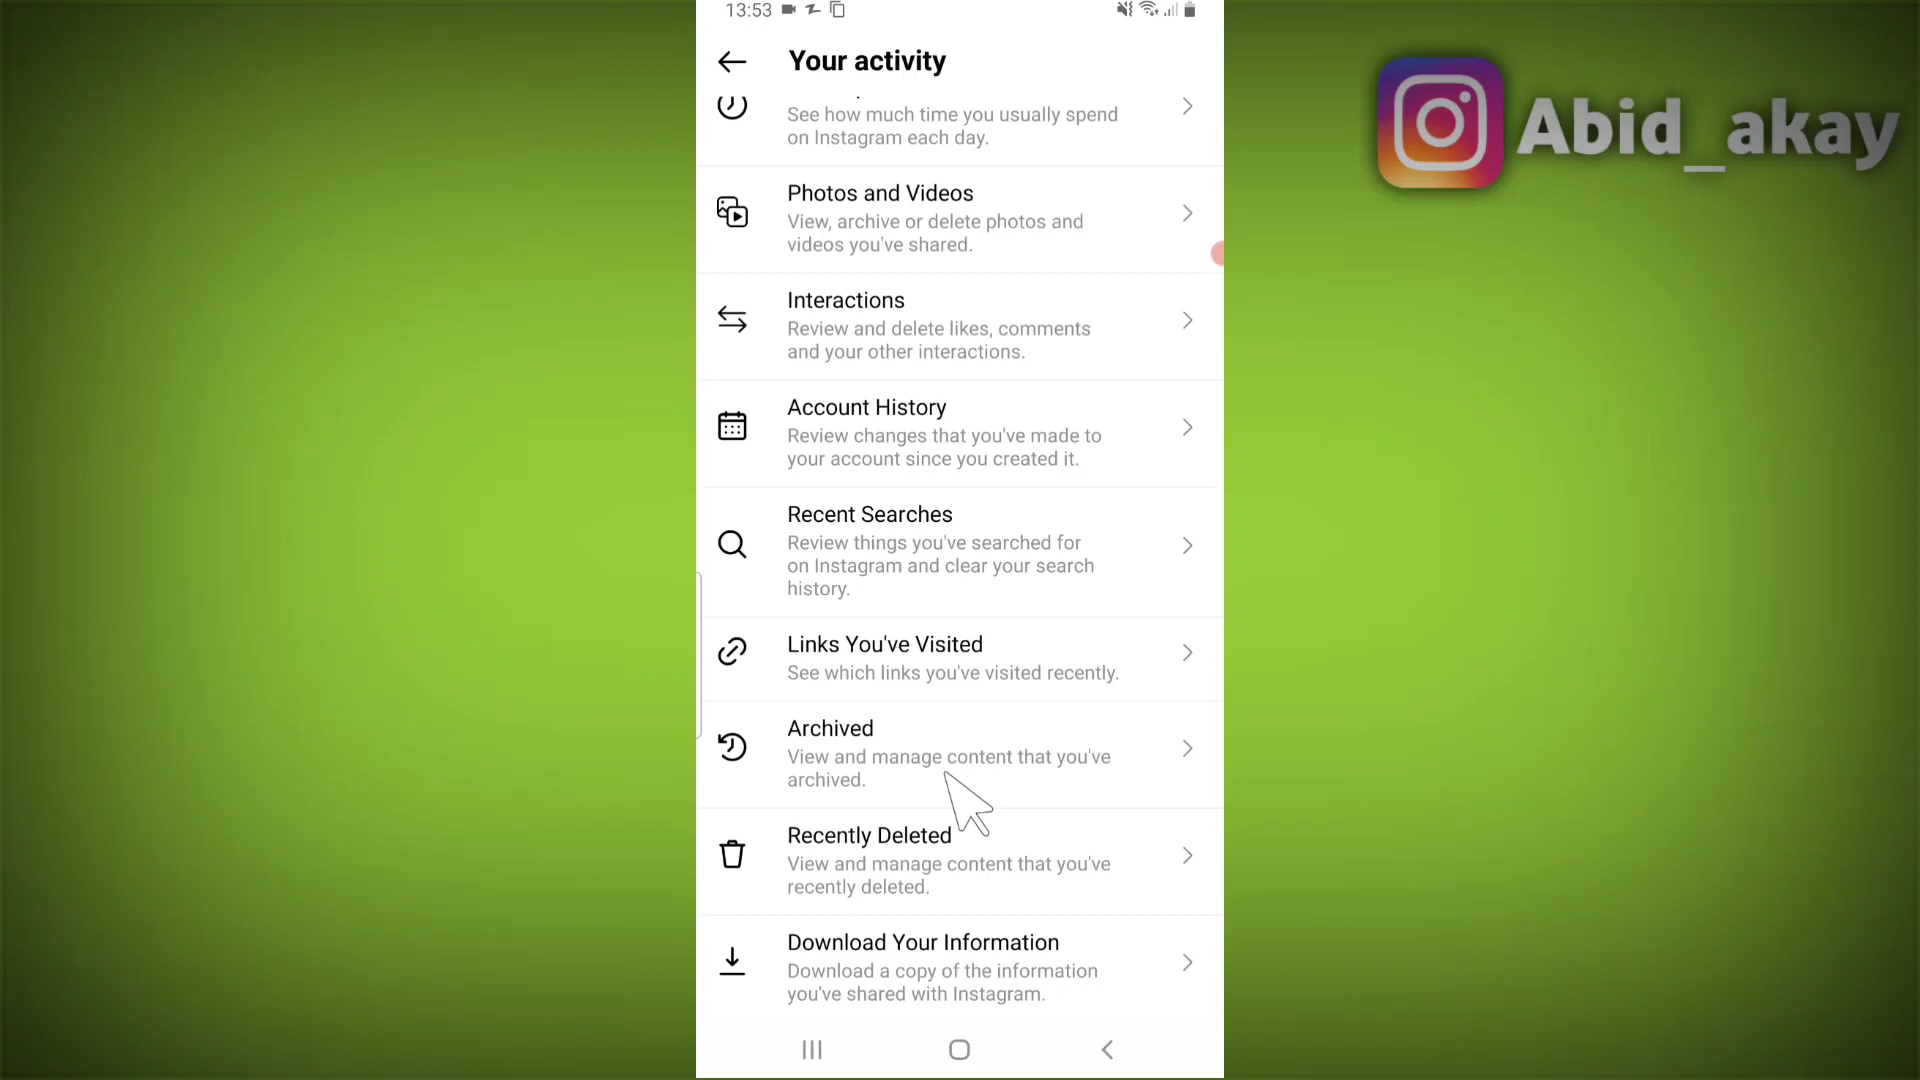 13:53
Your activity
See how much time you usually spend
on Instagram each day.
Photos and Videos
View, archive or delete photos and
videos you've shared.
Interactions
Review and delete likes, comments
and your other interactions.
Account History
Review changes that you've made to
your account since you created it.
Recent Searches
Review things you've searched for
on Instagram and clear your search
history.
Links You've Visited
See which links you've visited recently.
Archived
View and manage content that you've
archived.
Recently Deleted
View and manage content that you've
recently deleted.
Download Your Information
Download a copy of the information
you've shared with Instagram.
Abid_akay